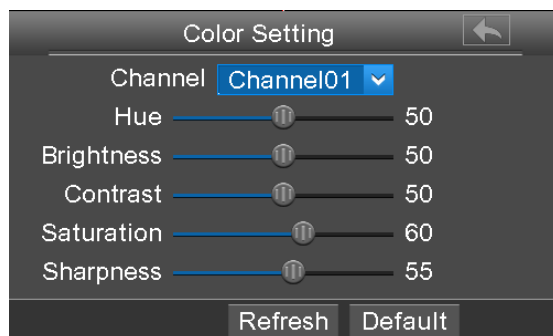 Color Setting
Channel Channel01
Hue 50
Brightness 50
Contrast 50
Saturation 60
Sharpness 55
Refresh Default